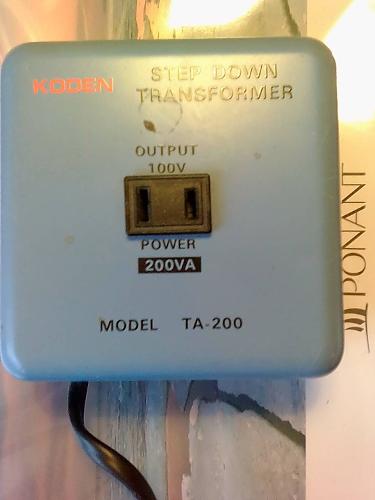 KODEN
STEP DOWN
TRANSFORMER
OUTPUT
100V
POWER
200VA
MODEL TA-200
PONANT